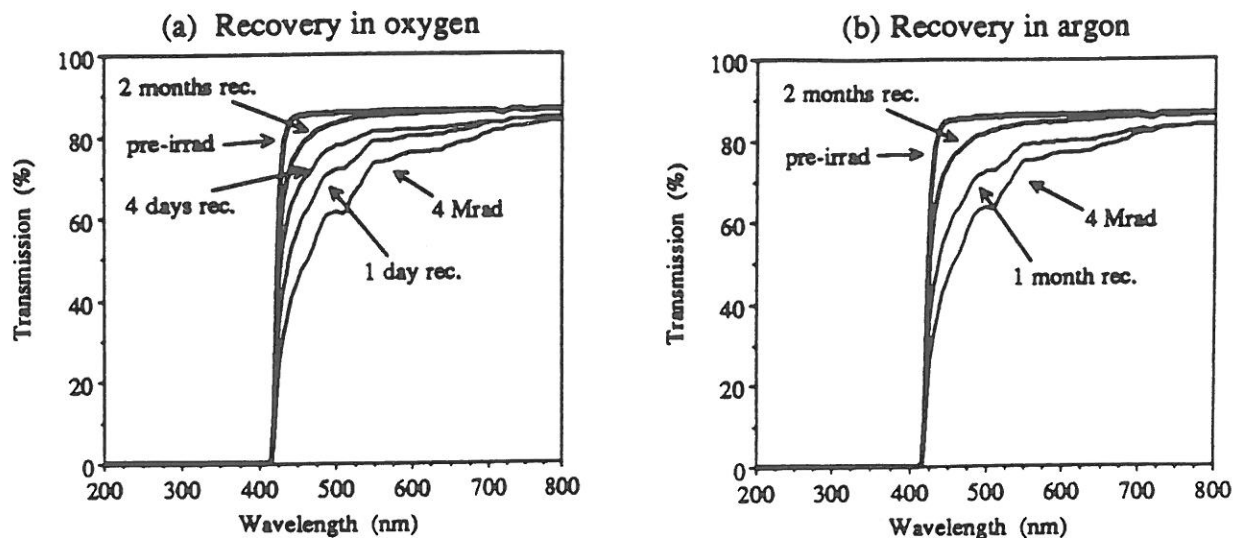 (a) Recovery in oxygen
100
80
60
40
20
0
Transmission (%)
2 months rec.
pre-irrad
4 days rec.
4 Mrad
1 day rec.
200 300 400 500 600 700 800
Wavelength (nm)
(b) Recovery in argon
100
80
60
40
20
0
Transmission (%)
2 months rec.
pre-irrad
4 Mrad
1 month rec.
200 300 400 500 600 700 800
Wavelength (nm)